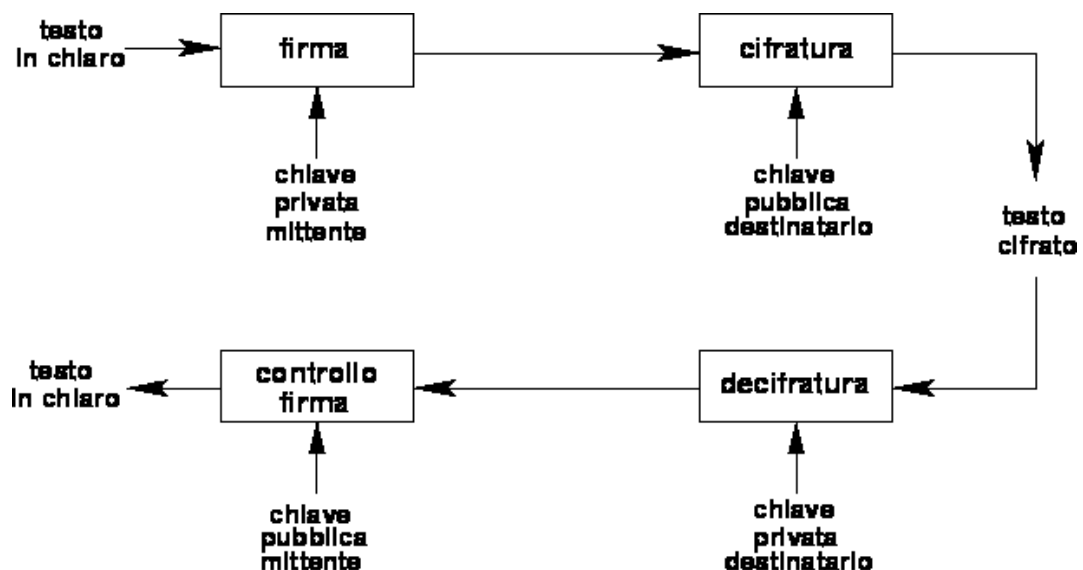 testo
in chiaro
firma
cifratura
chiave
privata
mittente
chiave
pubblica
destinatario
testo
cifrato
testo
in chiaro
controllo
firma
decifratura
chiave
pubblica
mittente
chiave
privata
destinatario